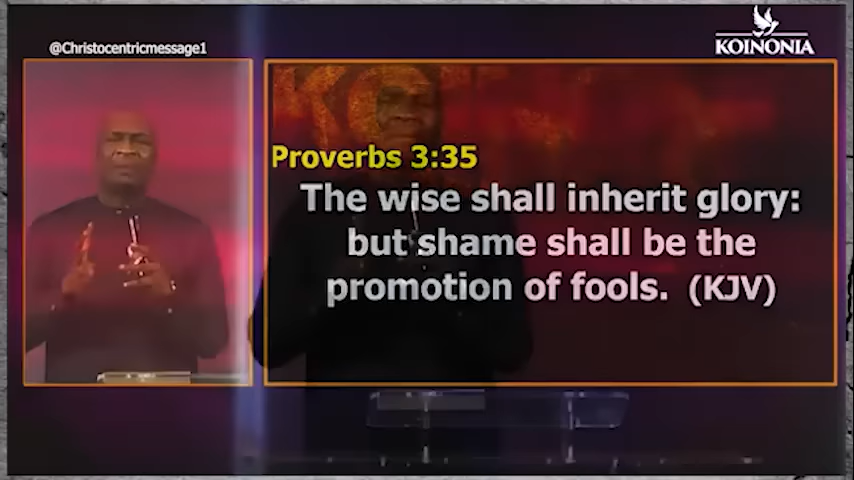 @Christocentricmessage1
KOINONIA
Proverbs 3:35
The wise shall inherit glory:
but shame shall be the
promotion of fools. (KJV)